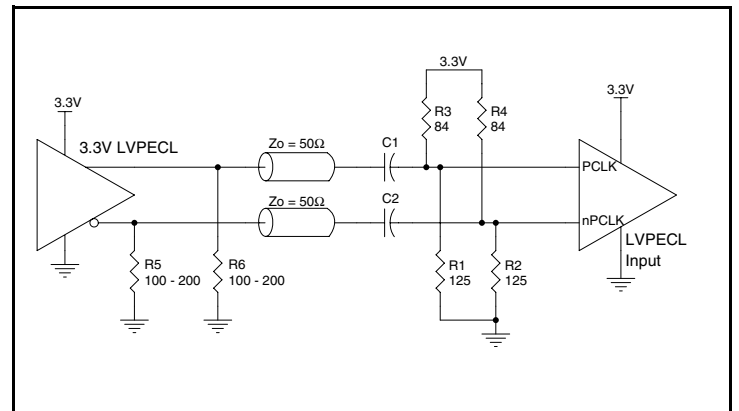 3.3V
3.3V
3.3V
R3
84
R4
84
3.3V LVPECL
Zo = 50Ω
C1
PCLK
Zo = 50Ω
C2
nPCLK
LVPECL
Input
R5
100 - 200
R6
100 - 200
R1
125
R2
125